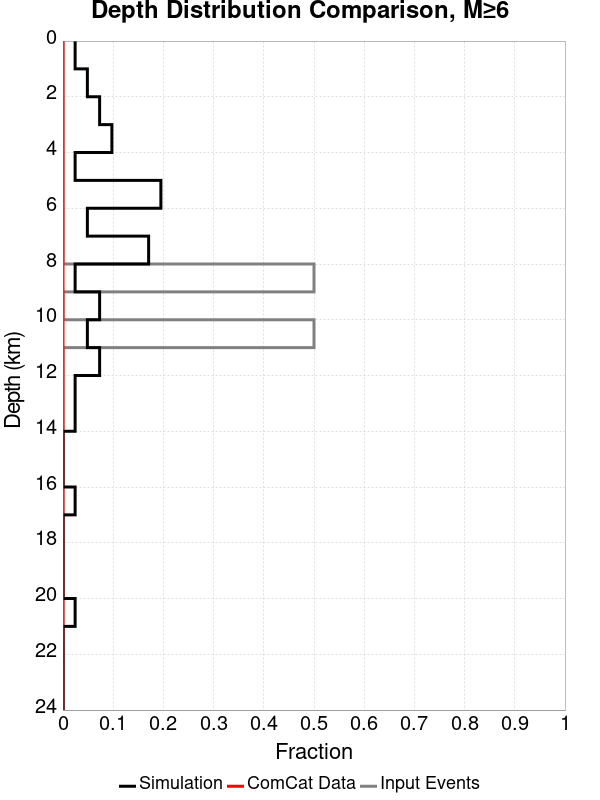 Depth Distribution Comparison, M≥6
0
2
4
6
8
10
12
14
16
18
20
22
24
Depth (km)
0 0.1 0.2 0.3 0.4 0.5 0.6 0.7 0.8 0.9 1
Fraction
Simulation ComCat Data Input Events